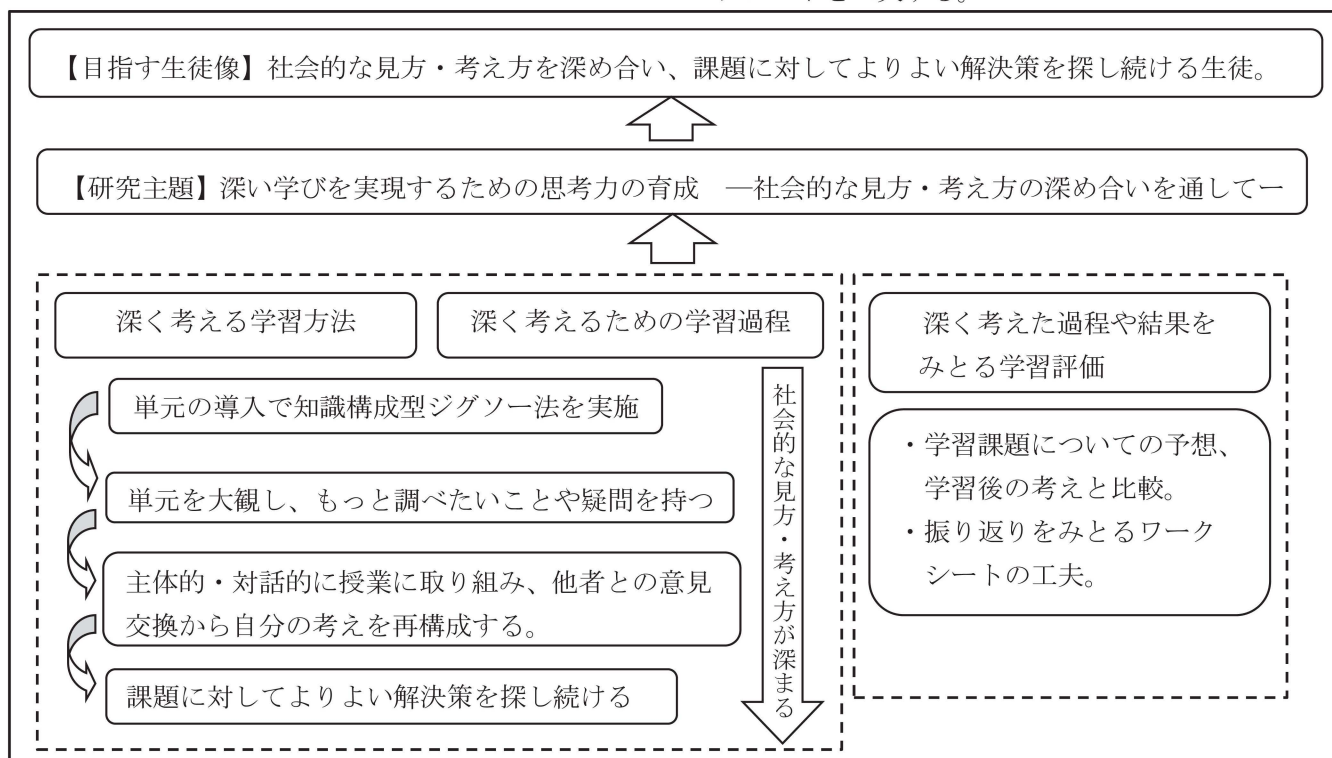 【目指す生徒像】社会的な見方・考え方を深め合い、課題に対してよりよい解決策を探し続ける生徒。
【研究主題】深い学びを実現するための思考力の育成　―社会的な見方・考え方の深め合いを通してー
深く考える学習方法
深く考えるための学習過程
単元の導入で知識構成型ジグソー法を実施
単元を大観し、もっと調べたいことや疑問を持つ
主体的・対話的に授業に取り組み、他者との意見
交換から自分の考えを再構成する。
課題に対してよりよい解決策を探し続ける
社会的な見方・考え方が深まる
深く考えた過程や結果を
みとる学習評価
・学習課題についての予想、
学習後の考えと比較。
・振り返りをみとるワーク
シートの工夫。